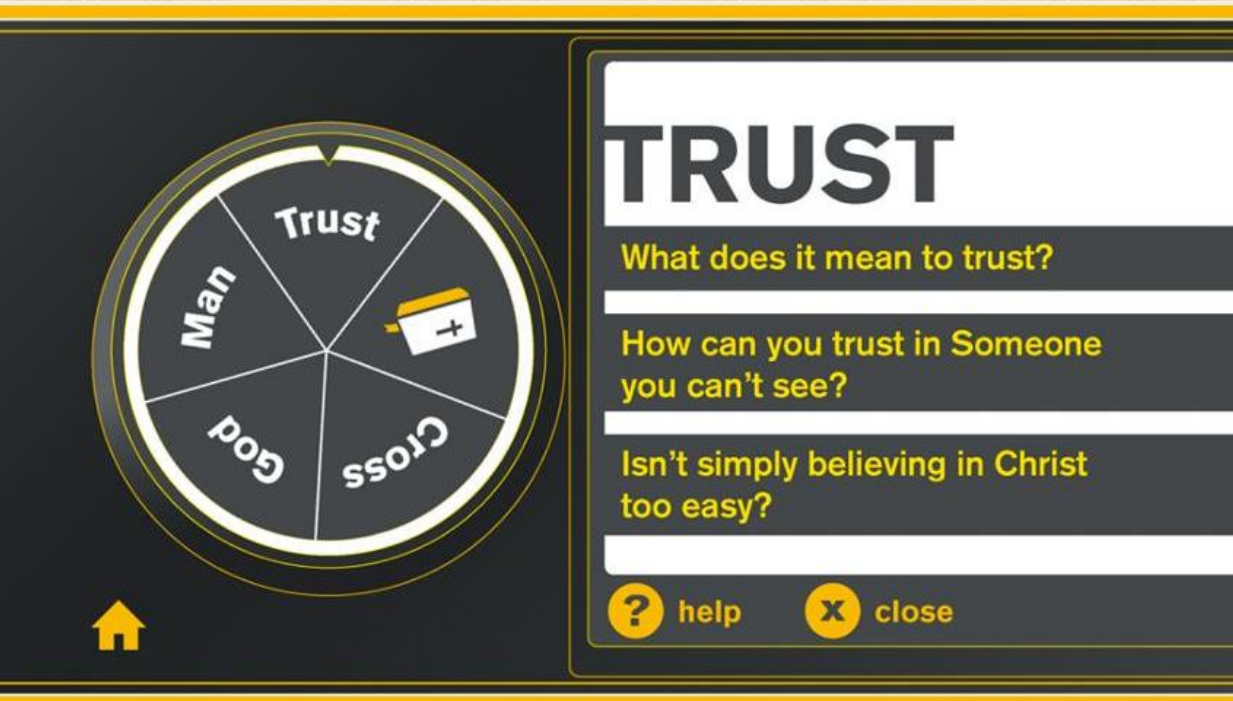 Trust
Man
God
Cross
TRUST
What does it mean to trust?
How can you trust in Someone
you can't see?
Isn't simply believing in Christ
too easy?
? help
x close